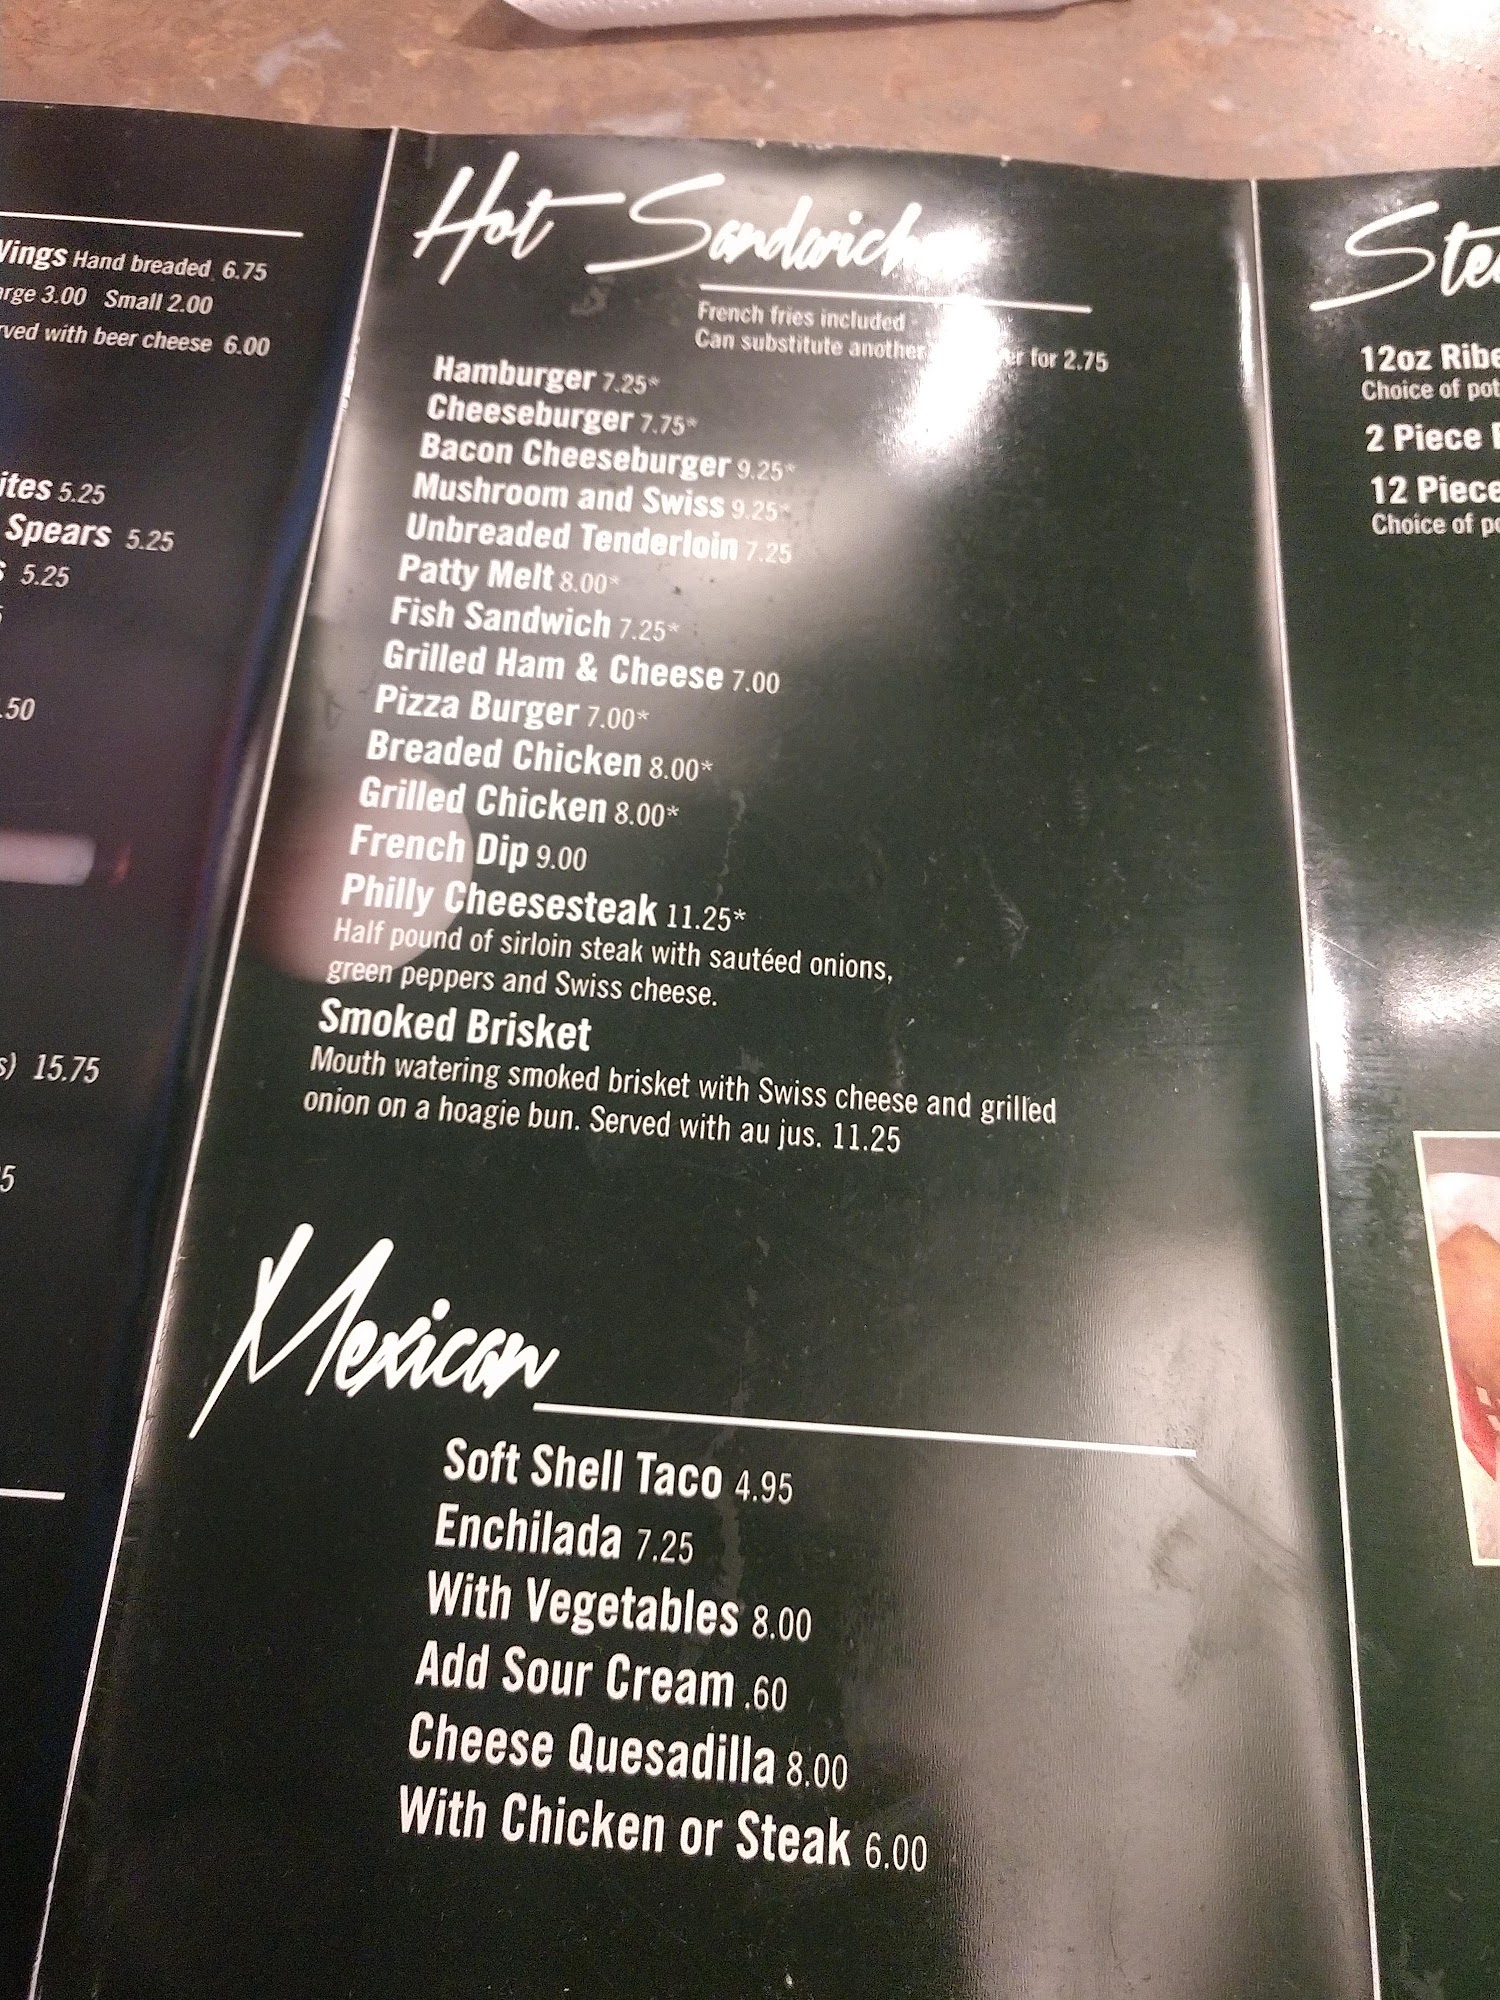 Wings Hand breaded 6.75
Large 3.00 Small 2.00
with beer cheese 6.00
5.25
Spears 5.25
5.25
.50
15.75
Hot Sandwiches
French fries included -
Can substitute another for 2.75
Hamburger 7.25*
Cheeseburger 7.75*
Bacon Cheeseburger 9.25*
Mushroom and Swiss 9.25*
Unbreaded Tenderloin 7.25
Patty Melt 8.00*
Fish Sandwich 7.25*
Grilled Ham & Cheese 7.00
Pizza Burger 7.00*
Breaded Chicken 8.00*
Grilled Chicken 8.00*
French Dip 9.00
Philly Cheesesteak 11.25*
Half pound of sirloin steak with sautéed onions,
green peppers and Swiss cheese.
Smoked Brisket
Mouth watering smoked brisket with Swiss cheese and grilled
onion on a hoagie bun. Served with au jus. 11.25
Mexican
Soft Shell Taco 4.95
Enchilada 7.25
With Vegetables 8.00
Add Sour Cream .60
Cheese Quesadilla 8.00
With Chicken or Steak 6.00
12oz
Choice of
2 Piece
12 Piece
Choice of